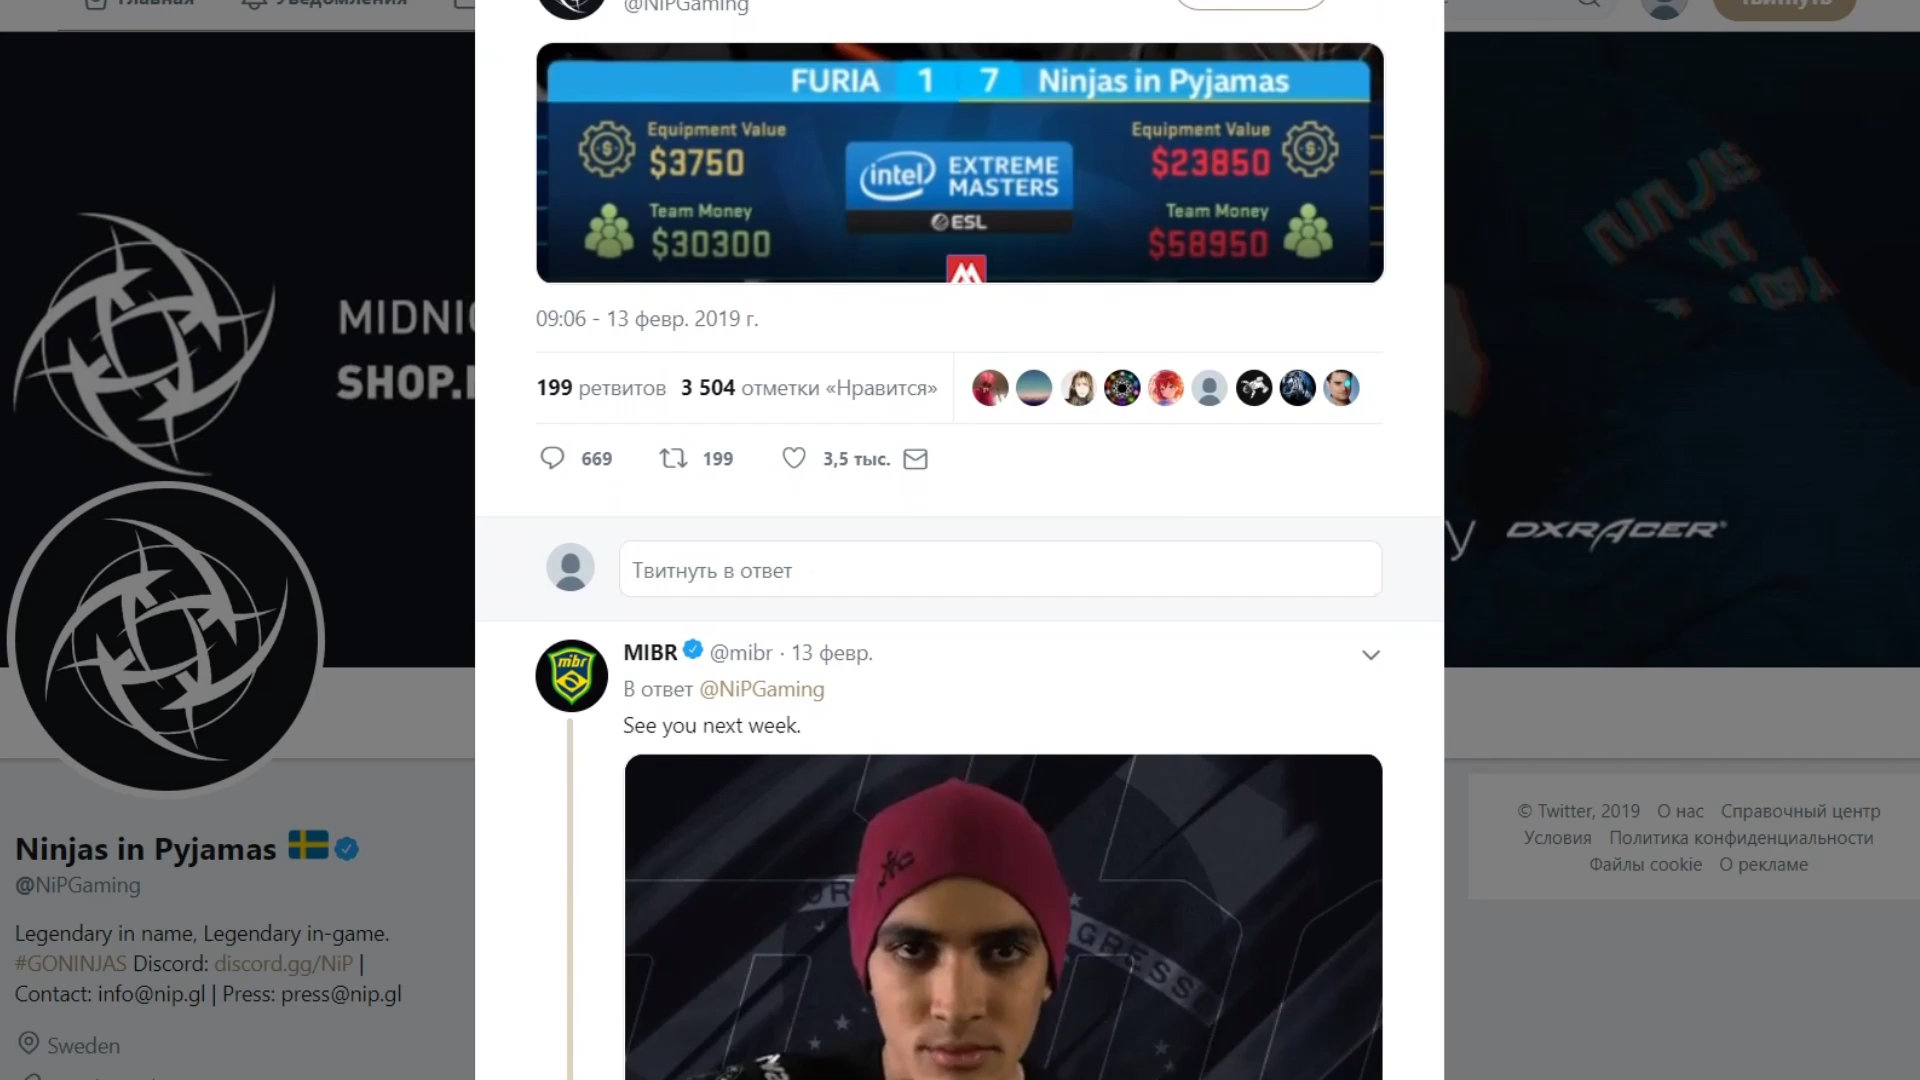 Главная
Уведомления
@NiPGaming
Твитнуть
FURIA 1 7 Ninjas in Pyjamas
Equipment Value
$3750
Team Money
$30300
intel EXTREME MASTERS
ESL
Equipment Value
$23850
Team Money
$58950
09:06 - 13 февр. 2019 г.
199 ретвитов 3 504 отметки «Нравится»
669 199 3,5 тыс.
Твитнуть в ответ
MIBR @mibr · 13 февр.
В ответ @NiPGaming
See you next week.
mibr
SHOP.
DXRACER
Ninjas in Pyjamas
@NiPGaming
Legendary in name, Legendary in-game.
#GONINJAS Discord: discord.gg/NiP |
Contact: info@nip.gl | Press: press@nip.gl
Sweden
© Twitter, 2019 О нас Справочный центр
Условия Политика конфиденциальности
Файлы cookie О рекламе